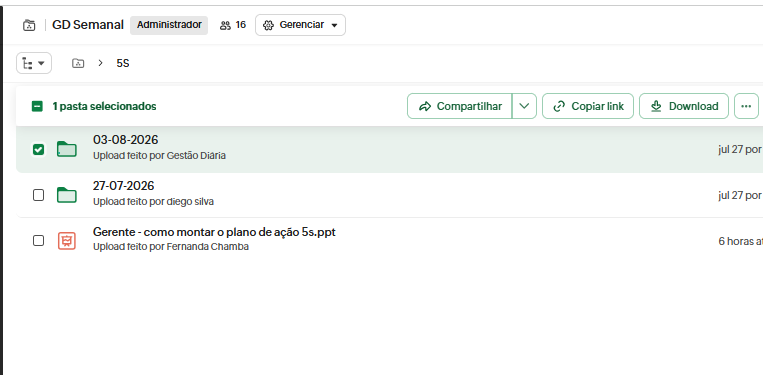 GD Semanal Administrador 16 Gerenciar
5S
1 pasta selecionados Compartilhar Copiar link Download
03-08-2026
Upload feito por Gestão Diária jul 27 por
27-07-2026
Upload feito por diego silva jul 27 por
Gerente - como montar o plano de ação 5s.ppt
Upload feito por Fernanda Chamba 6 horas at